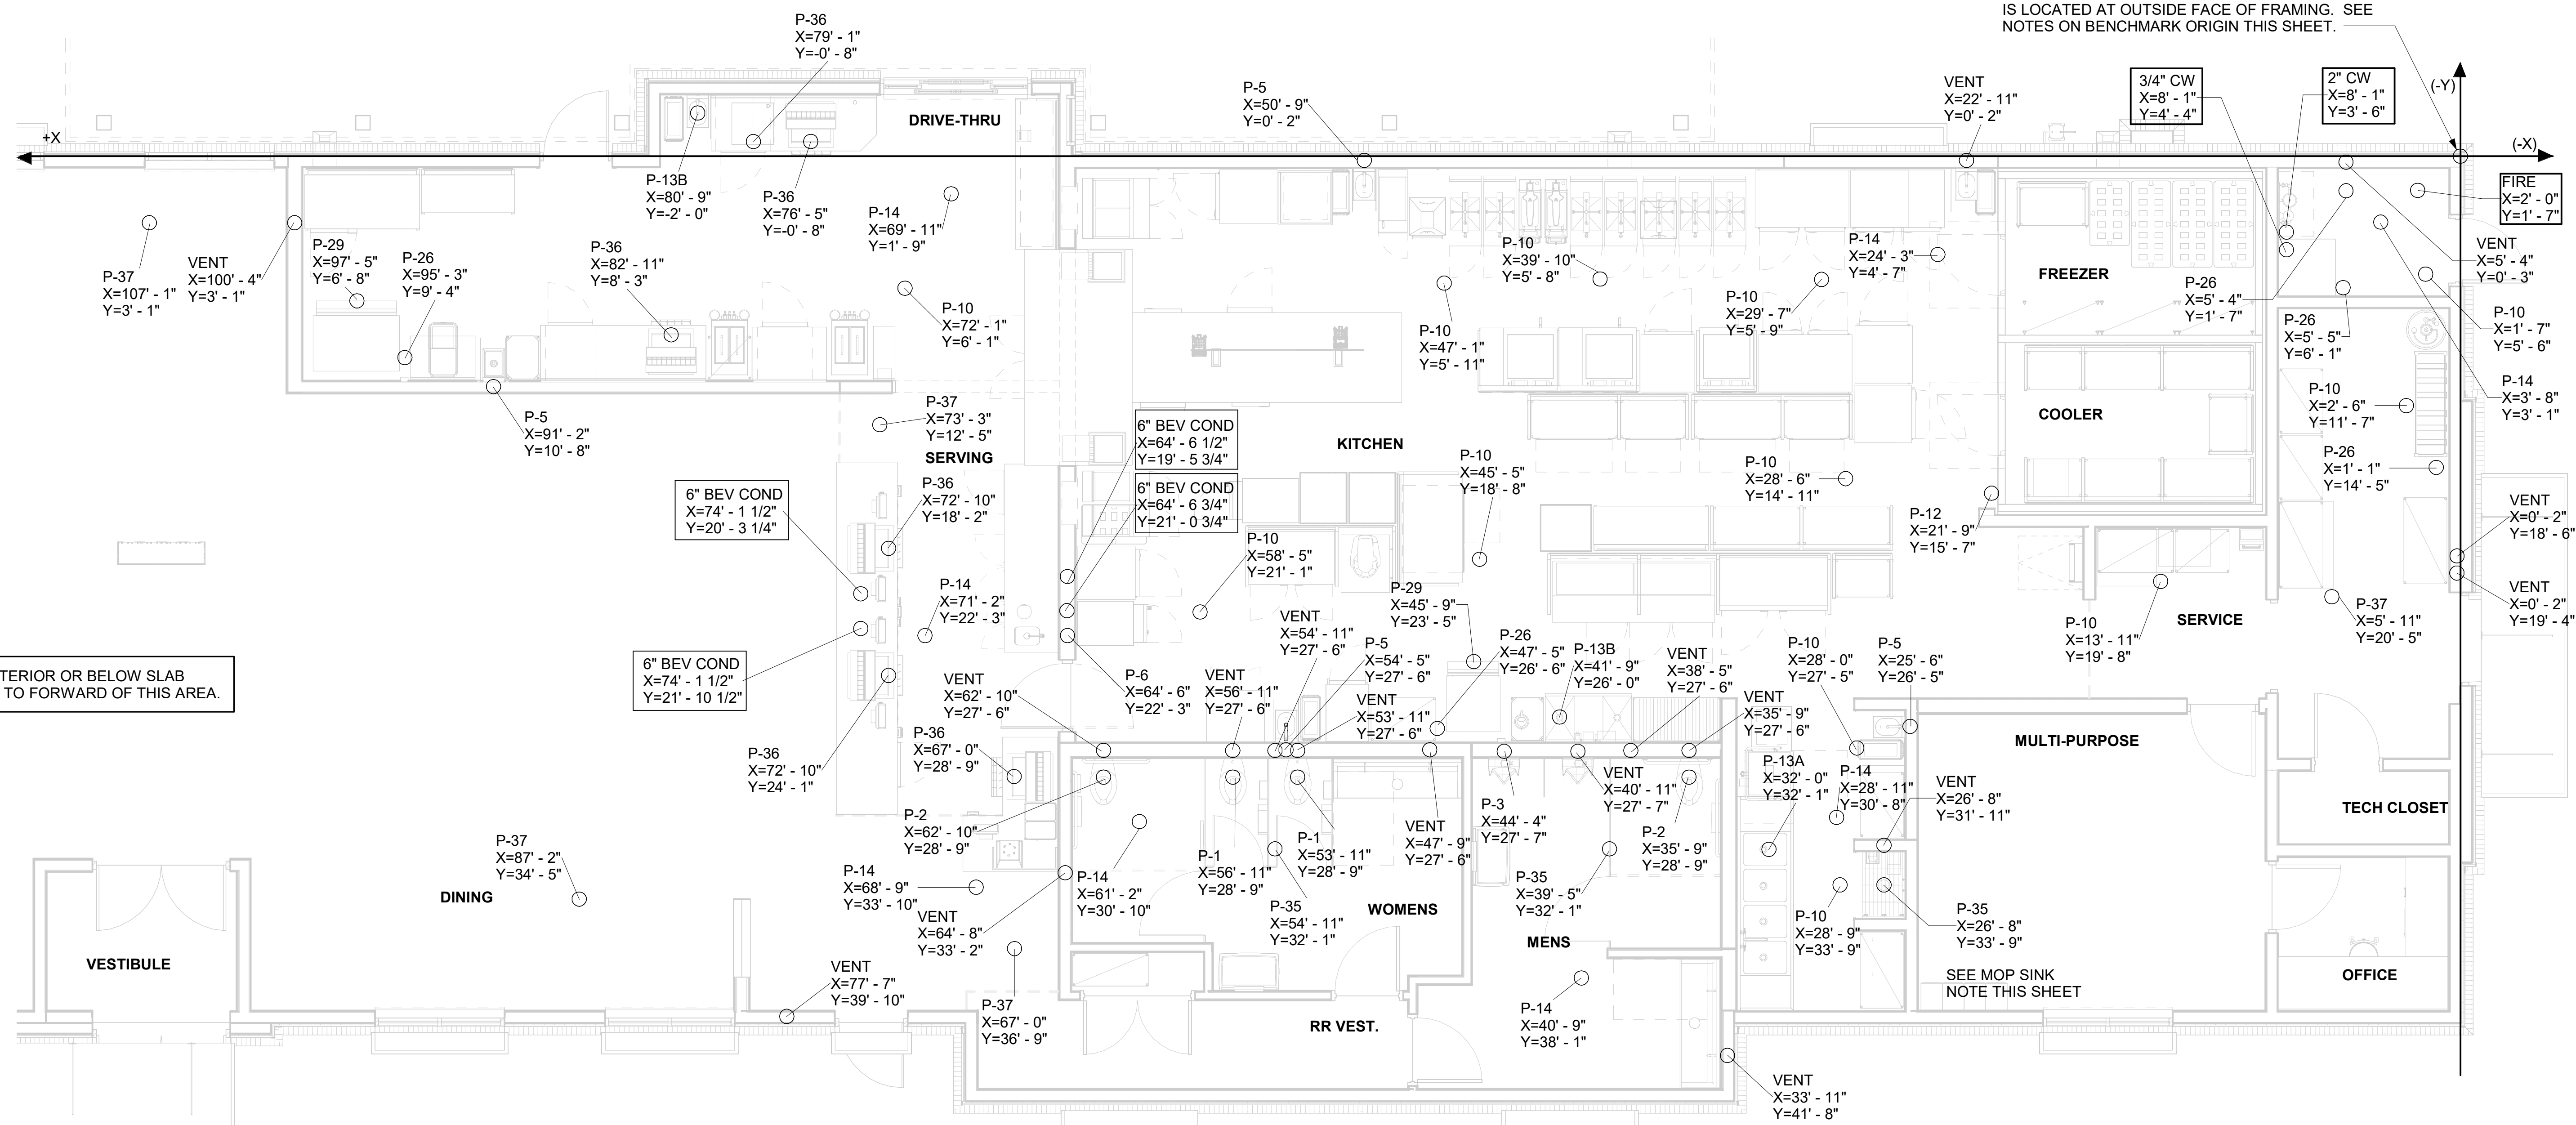 IS LOCATED AT OUTSIDE FACE OF FRAMING. SEE
NOTES ON BENCHMARK ORIGIN THIS SHEET.
P-36
X=79' - 1"
Y=-0' - 8"
P-5
X=50' - 9"
Y=0' - 2"
VENT
X=22' - 11"
Y=0' - 2"
3/4" CW
X=8' - 1"
Y=4' - 4"
2" CW
X=8' - 1"
Y=3' - 6"
(-Y)
(-X)
+X
DRIVE-THRU
P-13B
X=80' - 9"
Y=-2' - 0"
P-36
X=76' - 5"
Y=-0' - 8"
P-14
X=69' - 11"
Y=1' - 9"
FIRE
X=2' - 0"
Y=1' - 7"
P-37
X=107' - 1"
Y=3' - 1"
VENT
X=100' - 4"
Y=3' - 1"
P-29
X=97' - 5"
Y=6' - 8"
P-26
X=95' - 3"
Y=9' - 4"
P-36
X=82' - 11"
Y=8' - 3"
P-10
X=72' - 1"
Y=6' - 1"
P-10
X=47' - 1"
Y=5' - 11"
P-10
X=39' - 10"
Y=5' - 8"
P-10
X=29' - 7"
Y=5' - 9"
P-14
X=24' - 3"
Y=4' - 7"
FREEZER
P-26
X=5' - 4"
Y=1' - 7"
VENT
X=5' - 4"
Y=0' - 3"
P-10
X=1' - 7"
Y=5' - 6"
P-26
X=5' - 5"
Y=6' - 1"
P-14
X=3' - 8"
Y=3' - 1"
P-10
X=2' - 6"
Y=11' - 7"
P-26
X=1' - 1"
Y=14' - 5"
COOLER
KITCHEN
P-5
X=91' - 2"
Y=10' - 8"
P-37
X=73' - 3"
Y=12' - 5"
SERVING
6" BEV COND
X=64' - 6 1/2"
Y=19' - 5 3/4"
6" BEV COND
X=64' - 6 3/4"
Y=21' - 0 3/4"
6" BEV COND
X=74' - 1 1/2"
Y=20' - 3 1/4"
P-36
X=72' - 10"
Y=18' - 2"
P-10
X=45' - 5"
Y=18' - 8"
P-10
X=28' - 6"
Y=14' - 11"
P-12
X=21' - 9"
Y=15' - 7"
VENT
X=0' - 2"
Y=18' - 6"
VENT
X=0' - 2"
Y=19' - 4"
P-10
X=58' - 5"
Y=21' - 1"
P-14
X=71' - 2"
Y=22' - 3"
P-29
X=45' - 9"
Y=23' - 5"
P-10
X=13' - 11"
Y=19' - 8"
SERVICE
P-37
X=5' - 11"
Y=20' - 5"
TERIOR OR BELOW SLAB
TO FORWARD OF THIS AREA.
6" BEV COND
X=74' - 1 1/2"
Y=21' - 10 1/2"
VENT
X=62' - 10"
Y=27' - 6"
P-6
X=64' - 6"
Y=22' - 3"
VENT
X=56' - 11"
Y=27' - 6"
VENT
X=54' - 11"
Y=27' - 6"
P-5
X=54' - 5"
Y=27' - 6"
VENT
X=53' - 11"
Y=27' - 6"
P-26
X=47' - 5"
Y=26' - 6"
P-13B
X=41' - 9"
Y=26' - 0"
VENT
X=38' - 5"
Y=27' - 6"
VENT
X=35' - 9"
Y=27' - 6"
P-10
X=28' - 0"
Y=27' - 5"
P-5
X=25' - 6"
Y=26' - 5"
MULTI-PURPOSE
P-36
X=72' - 10"
Y=24' - 1"
P-36
X=67' - 0"
Y=28' - 9"
P-2
X=62' - 10"
Y=28' - 9"
P-14
X=61' - 2"
Y=30' - 10"
P-1
X=56' - 11"
Y=28' - 9"
P-1
X=53' - 11"
Y=28' - 9"
P-35
X=54' - 11"
Y=32' - 1"
VENT
X=47' - 9"
Y=27' - 6"
P-3
X=44' - 4"
Y=27' - 7"
VENT
X=40' - 11"
Y=27' - 7"
P-2
X=35' - 9"
Y=28' - 9"
P-35
X=39' - 5"
Y=32' - 1"
P-13A
X=32' - 0"
Y=32' - 1"
P-14
X=28' - 11"
Y=30' - 8"
VENT
X=26' - 8"
Y=31' - 11"
TECH CLOSET
P-37
X=87' - 2"
Y=34' - 5"
DINING
P-14
X=68' - 9"
Y=33' - 10"
VENT
X=64' - 8"
Y=33' - 2"
WOMENS
MENS
P-10
X=28' - 9"
Y=33' - 9"
P-35
X=26' - 8"
Y=33' - 9"
VESTIBULE
VENT
X=77' - 7"
Y=39' - 10"
P-37
X=67' - 0"
Y=36' - 9"
RR VEST.
P-14
X=40' - 9"
Y=38' - 1"
SEE MOP SINK
NOTE THIS SHEET
OFFICE
VENT
X=33' - 11"
Y=41' - 8"